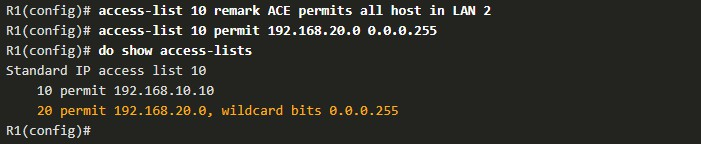 R1(config)# access-list 10 remark ACE permits all host in LAN 2
R1(config)# access-list 10 permit 192.168.20.0 0.0.0.255
R1(config)# do show access-lists
Standard IP access list 10
    10 permit 192.168.10.10
    20 permit 192.168.20.0, wildcard bits 0.0.0.255
R1(config)#